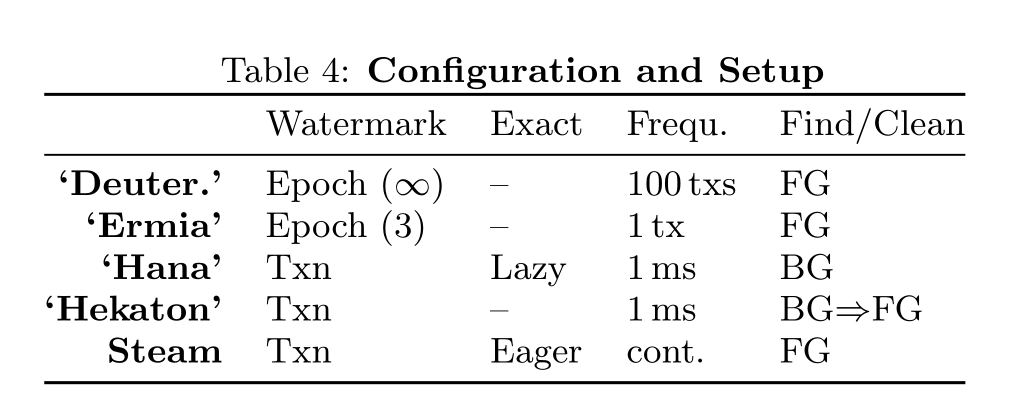 Table 4: Configuration and Setup
Watermark Exact Frequ. Find/Clean
‘Deuter.’ Epoch (∞) – 100 txs FG
‘Ermia’ Epoch (3) – 1 tx FG
‘Hana’ Txn Lazy 1 ms BG
‘Hekaton’ Txn – 1 ms BG⇒FG
Steam Txn Eager cont. FG